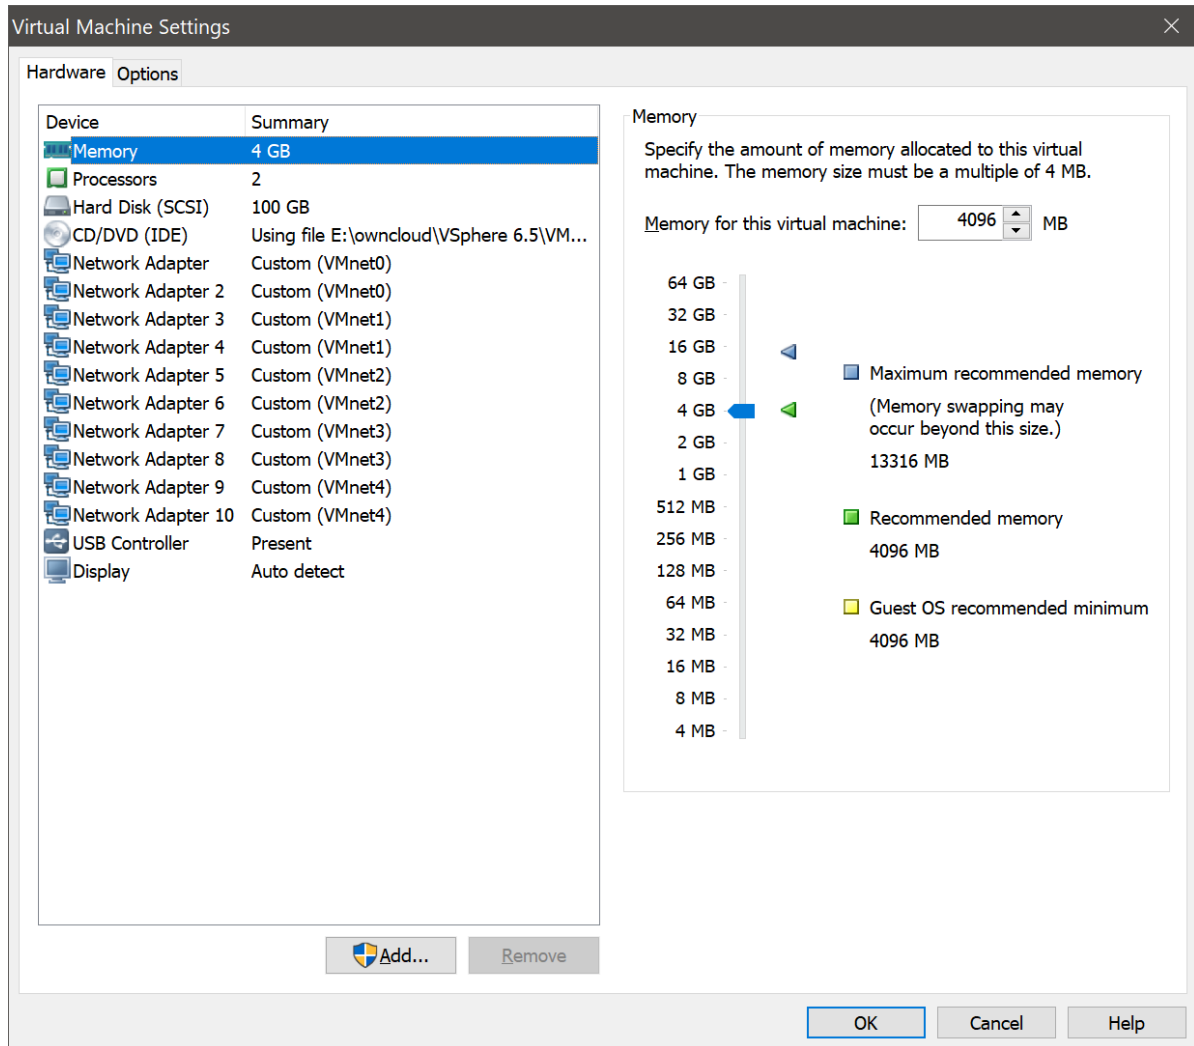 Virtual Machine Settings
Hardware Options
Device Summary
Memory 4 GB
Processors 2
Hard Disk (SCSI) 100 GB
CD/DVD (IDE) Using file E:\owncloud\VSphere 6.5\VM...
Network Adapter Custom (VMnet0)
Network Adapter 2 Custom (VMnet0)
Network Adapter 3 Custom (VMnet1)
Network Adapter 4 Custom (VMnet1)
Network Adapter 5 Custom (VMnet2)
Network Adapter 6 Custom (VMnet2)
Network Adapter 7 Custom (VMnet3)
Network Adapter 8 Custom (VMnet3)
Network Adapter 9 Custom (VMnet4)
Network Adapter 10 Custom (VMnet4)
USB Controller Present
Display Auto detect
Add... Remove
Memory
Specify the amount of memory allocated to this virtual
machine. The memory size must be a multiple of 4 MB.
Memory for this virtual machine: 4096 MB
64 GB
32 GB
16 GB
8 GB
4 GB
2 GB
1 GB
512 MB
256 MB
128 MB
64 MB
32 MB
16 MB
8 MB
4 MB
Maximum recommended memory
(Memory swapping may
occur beyond this size.)
13316 MB
Recommended memory
4096 MB
Guest OS recommended minimum
4096 MB
OK Cancel Help